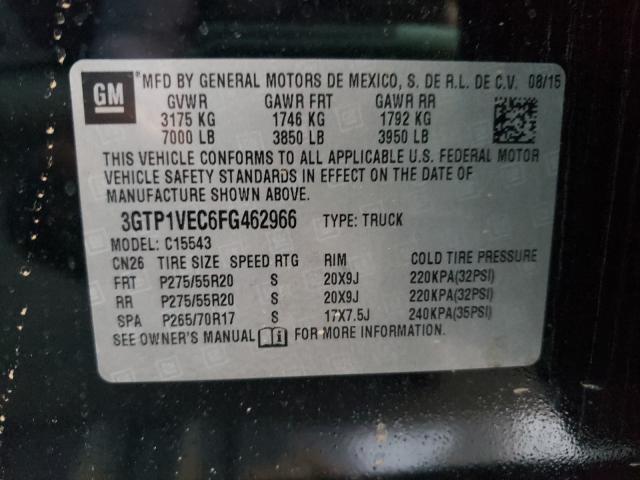 GM MFD BY GENERAL MOTORS DE MEXICO, S. DE R.L. DE C.V. 08/15
GVWR GAWR FRT GAWR RR
3175 KG 1746 KG 1792 KG
7000 LB 3850 LB 3950 LB
THIS VEHICLE CONFORMS TO ALL APPLICABLE U.S. FEDERAL MOTOR
VEHICLE SAFETY STANDARDS IN EFFECT ON THE DATE OF
MANUFACTURE SHOWN ABOVE.
3GTP1VEC6FG462966 TYPE: TRUCK
MODEL: C15543
CN26 TIRE SIZE SPEED RTG RIM COLD TIRE PRESSURE
FRT P275/55R20 S 20X9J 220KPA(32PSI)
RR P275/55R20 S 20X9J 220KPA(32PSI)
SPA P265/70R17 S 17X7.5J 240KPA(35PSI)
SEE OWNER'S MANUAL FOR MORE INFORMATION.